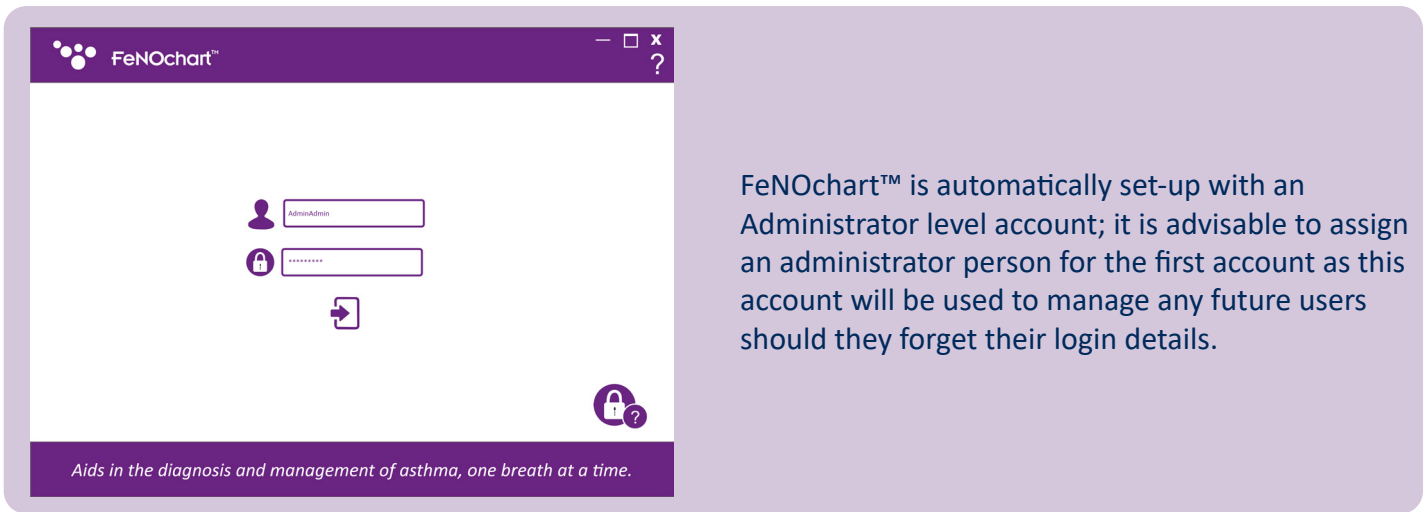 FeNOchart™
?
AdminAdmin
*********
?
Aids in the diagnosis and management of asthma, one breath at a time.
FeNOchart™ is automatically set-up with an
Administrator level account; it is advisable to assign
an administrator person for the first account as this
account will be used to manage any future users
should they forget their login details.